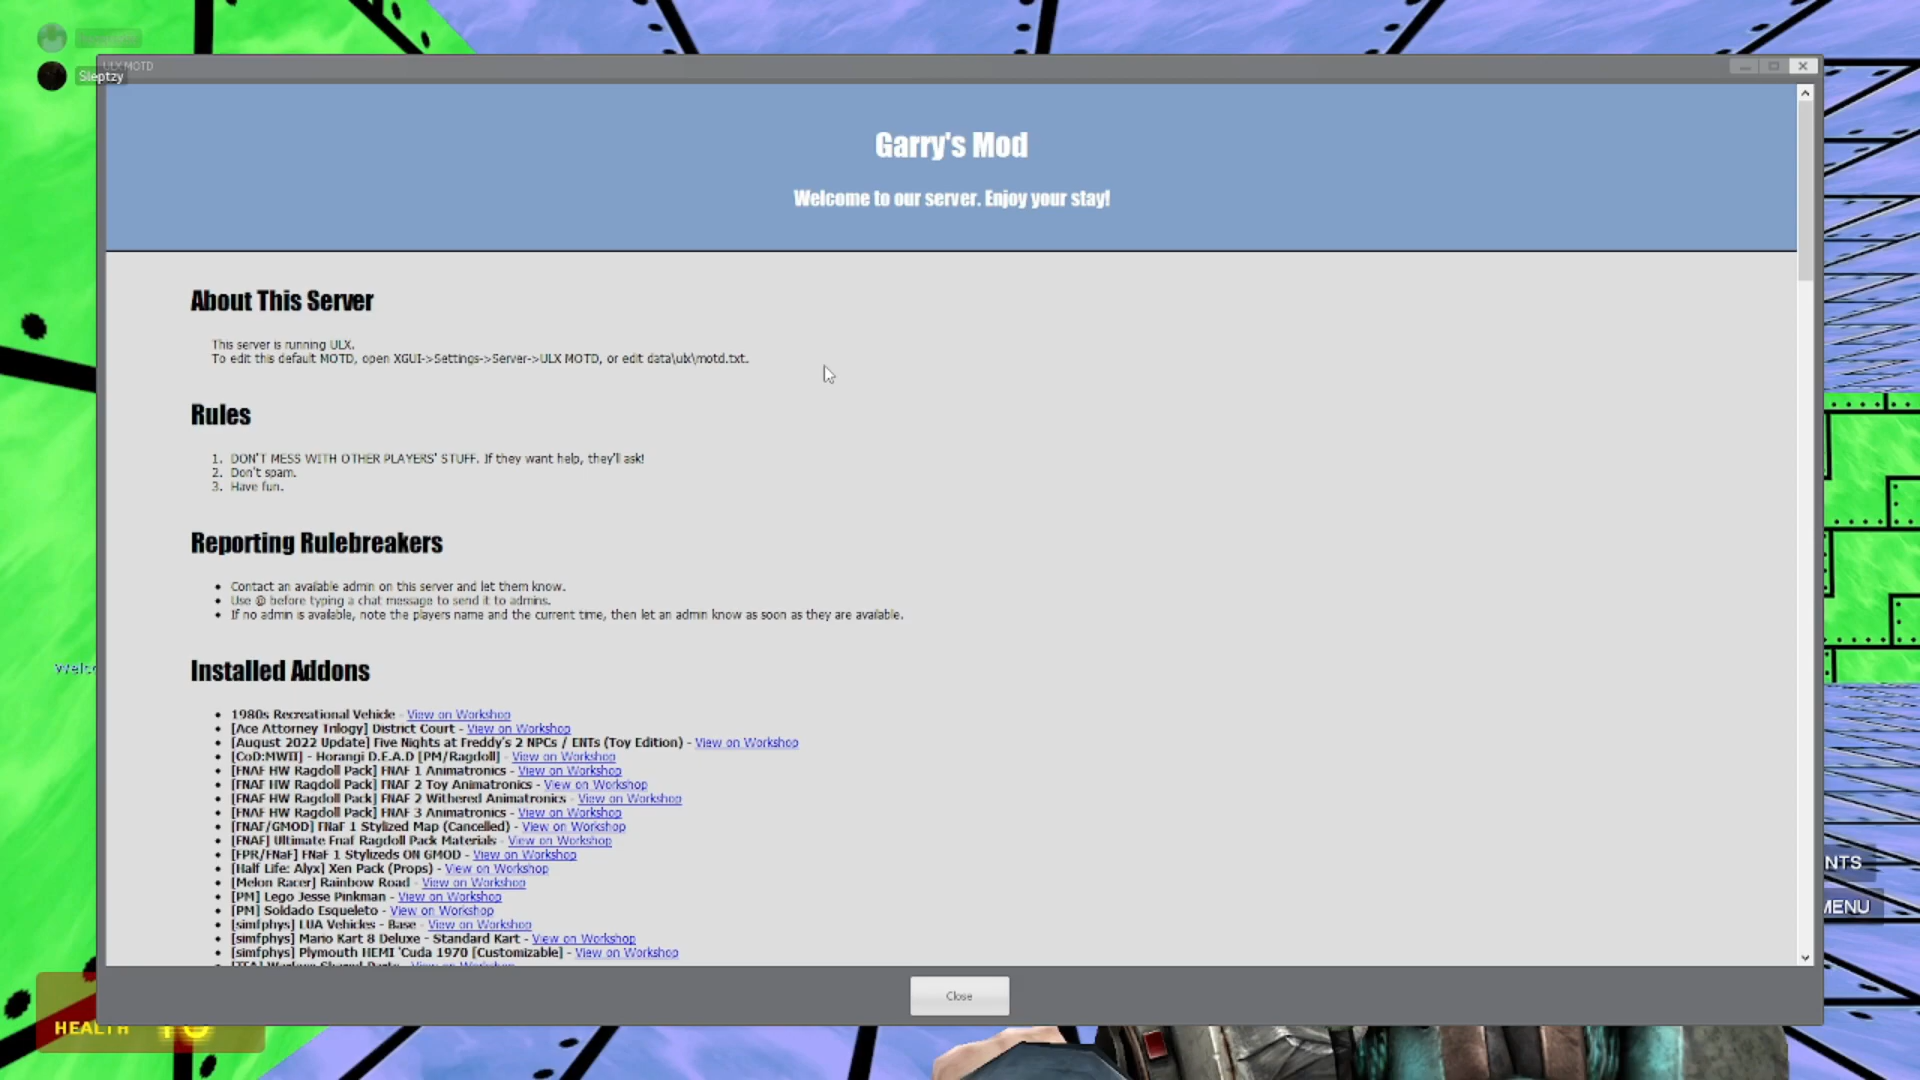 ULX MOTD
Sleptzy
Garry's Mod
Welcome to our server. Enjoy your stay!
About This Server
This server is running ULX.
To edit this default MOTD, open XGUI->Settings->Server->ULX MOTD, or edit data\ulx\motd.txt.
Rules
1. DON'T MESS WITH OTHER PLAYERS' STUFF. If they want help, they'll ask!
2. Don't spam.
3. Have fun.
Reporting Rulebreakers
• Contact an available admin on this server and let them know.
• Use @ before typing a chat message to send it to admins.
• If no admin is available, note the players name and the current time, then let an admin know as soon as they are available.
Welc
Installed Addons
• 1980s Recreational Vehicle - View on Workshop
• [Ace Attorney Trilogy] District Court - View on Workshop
• [August 2022 Update] Five Nights at Freddy's 2 NPCs / ENTs (Toy Edition) - View on Workshop
• [CoD:MWII] - Horangi D.E.A.D [PM/Ragdoll] - View on Workshop
• [FNAF HW Ragdoll Pack] FNAF 1 Animatronics - View on Workshop
• [FNAF HW Ragdoll Pack] FNAF 2 Toy Animatronics - View on Workshop
• [FNAF HW Ragdoll Pack] FNAF 2 Withered Animatronics - View on Workshop
• [FNAF HW Ragdoll Pack] FNAF 3 Animatronics - View on Workshop
• [FNAF/GMOD] FNaF 1 Stylized Map (Cancelled) - View on Workshop
• [FNAF] Ultimate Fnaf Ragdoll Pack Materials - View on Workshop
• [FPR/FNaF] FNaF 1 Stylizeds ON GMOD - View on Workshop
• [Half Life: Alyx] Xen Pack (Props) - View on Workshop
• [Melon Racer] Rainbow Road - View on Workshop
• [PM] Lego Jesse Pinkman - View on Workshop
• [PM] Soldado Esqueleto - View on Workshop
• [simfphys] LUA Vehicles - Base - View on Workshop
• [simfphys] Mario Kart 8 Deluxe - Standard Kart - View on Workshop
• [simfphys] Plymouth HEMI 'Cuda 1970 [Customizable] - View on Workshop
NTS
MENU
Close
HEALTH